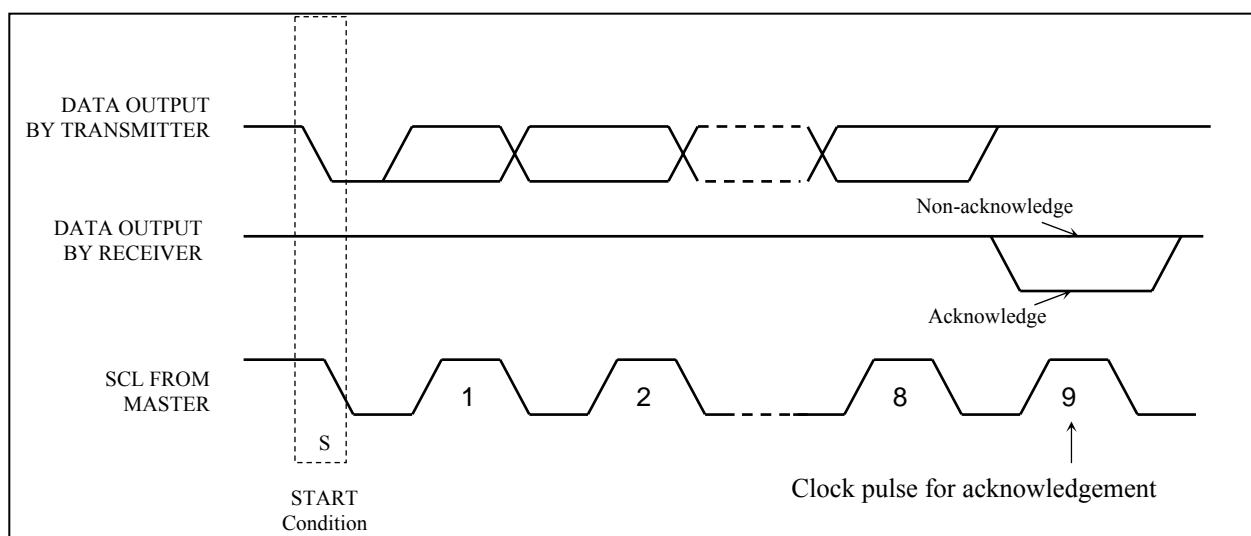 DATA OUTPUT
BY TRANSMITTER
DATA OUTPUT
BY RECEIVER
Non-acknowledge
Acknowledge
SCL FROM
MASTER
1
2
8
9
S
START
Condition
Clock pulse for acknowledgement